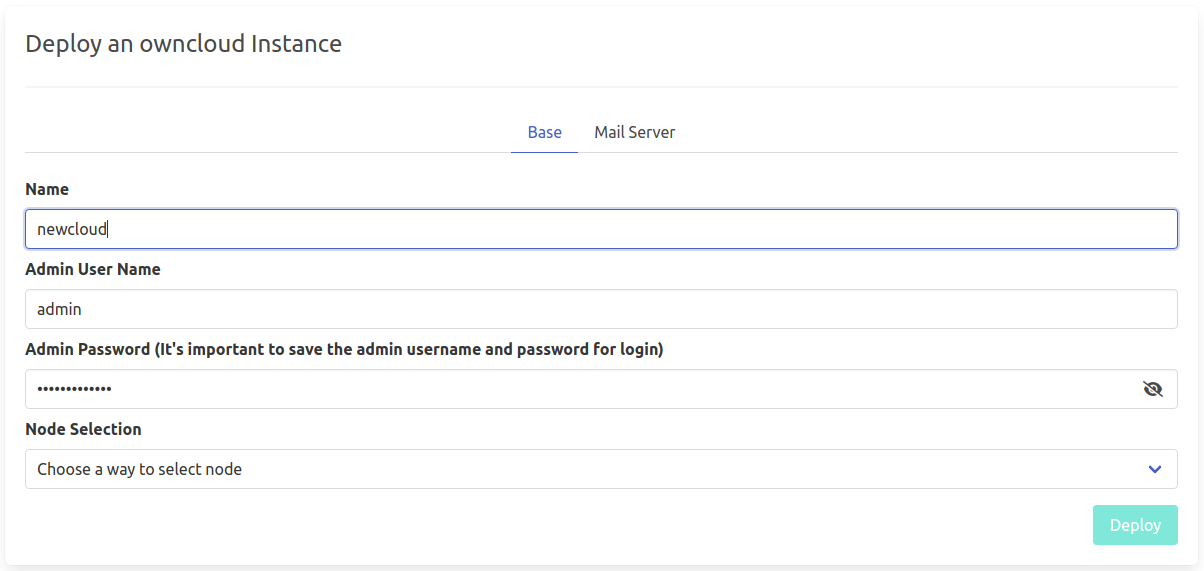 Deploy an owncloud Instance
Base Mail Server
Name
newcloud
Admin User Name
admin
Admin Password (It's important to save the admin username and password for login)
•••••••••••••
Node Selection
Choose a way to select node
Deploy